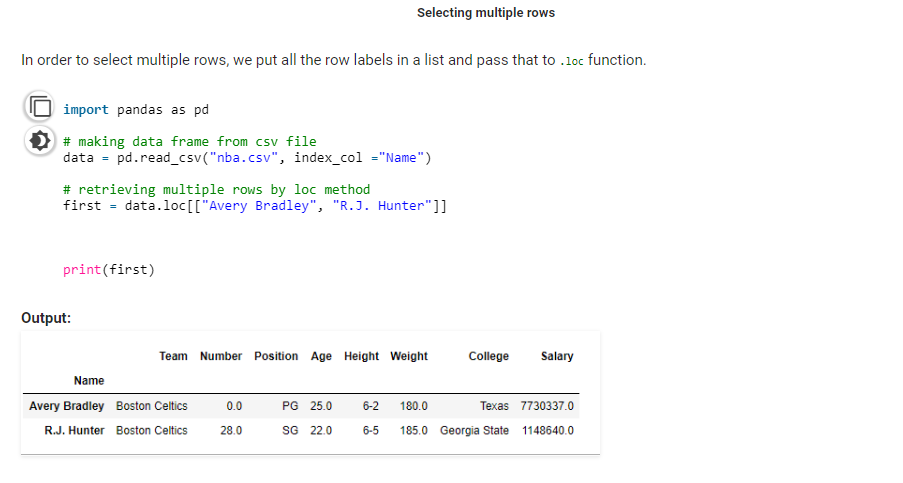 Selecting multiple rows
In order to select multiple rows, we put all the row labels in a list and pass that to .loc function.
import pandas as pd
# making data frame from csv file
data = pd.read_csv("nba.csv", index_col ="Name")
# retrieving multiple rows by loc method
first = data.loc[["Avery Bradley", "R.J. Hunter"]]
print(first)
Output:
Team Number Position Age Height Weight College Salary
Name
Avery Bradley Boston Celtics 0.0 PG 25.0 6-2 180.0 Texas 7730337.0
R.J. Hunter Boston Celtics 28.0 SG 22.0 6-5 185.0 Georgia State 1148640.0